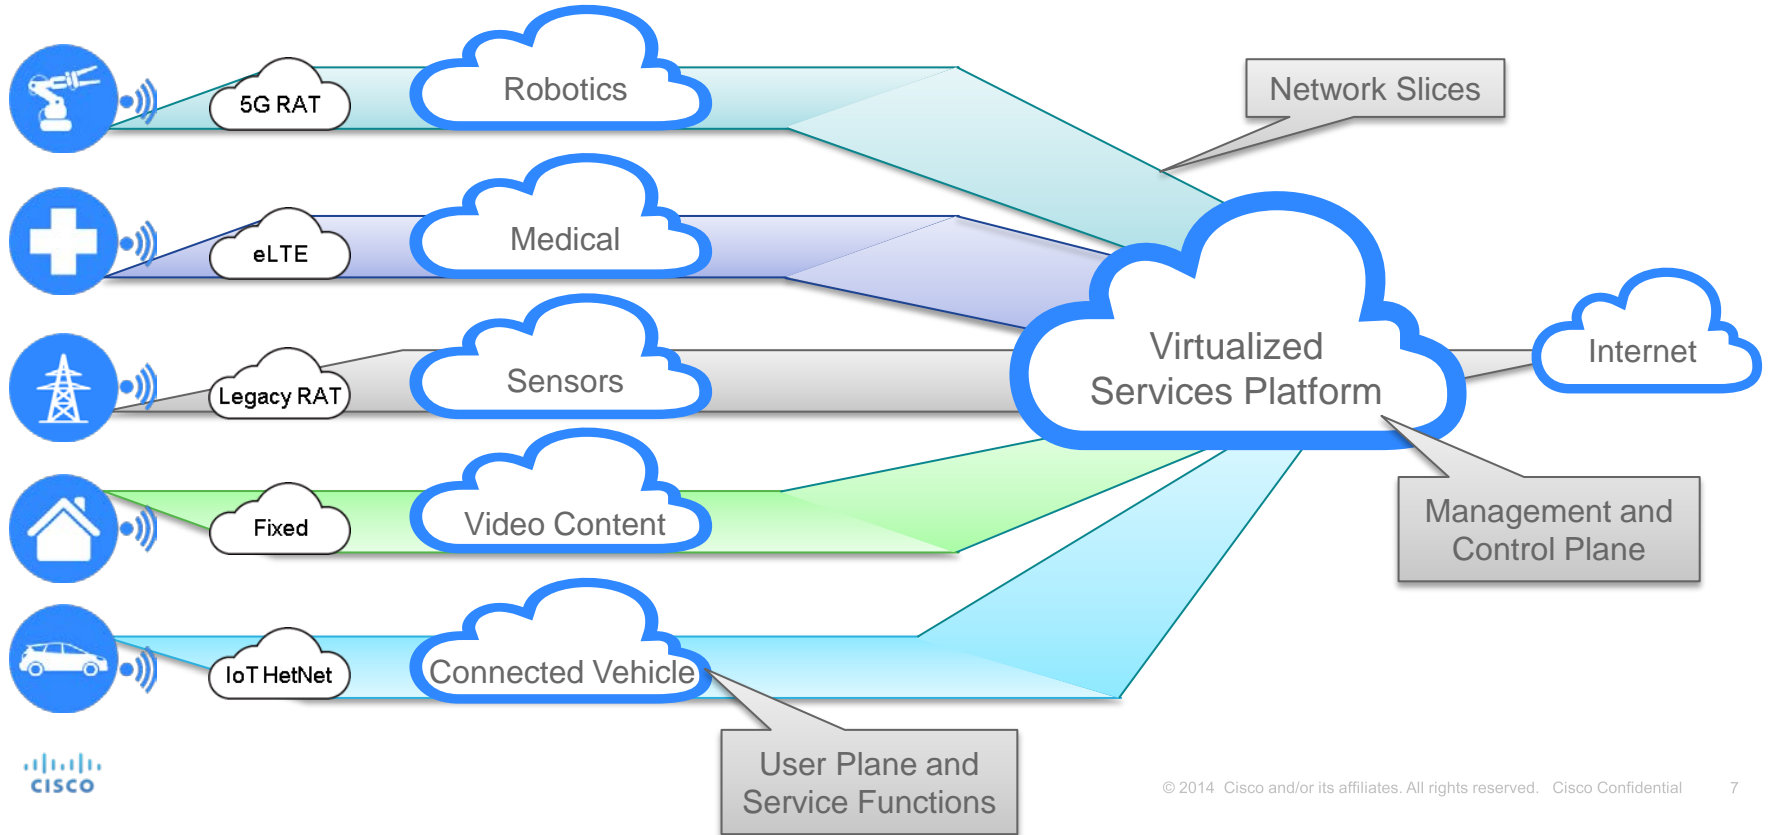 5G RAT
Robotics
Network Slices
eLTE
Medical
Legacy RAT
Sensors
Virtualized
Services Platform
Internet
Fixed
Video Content
Management and
Control Plane
IoT HetNet
Connected Vehicle
User Plane and
Service Functions
CISCO
© 2014 Cisco and/or its affiliates. All rights reserved. Cisco Confidential 7